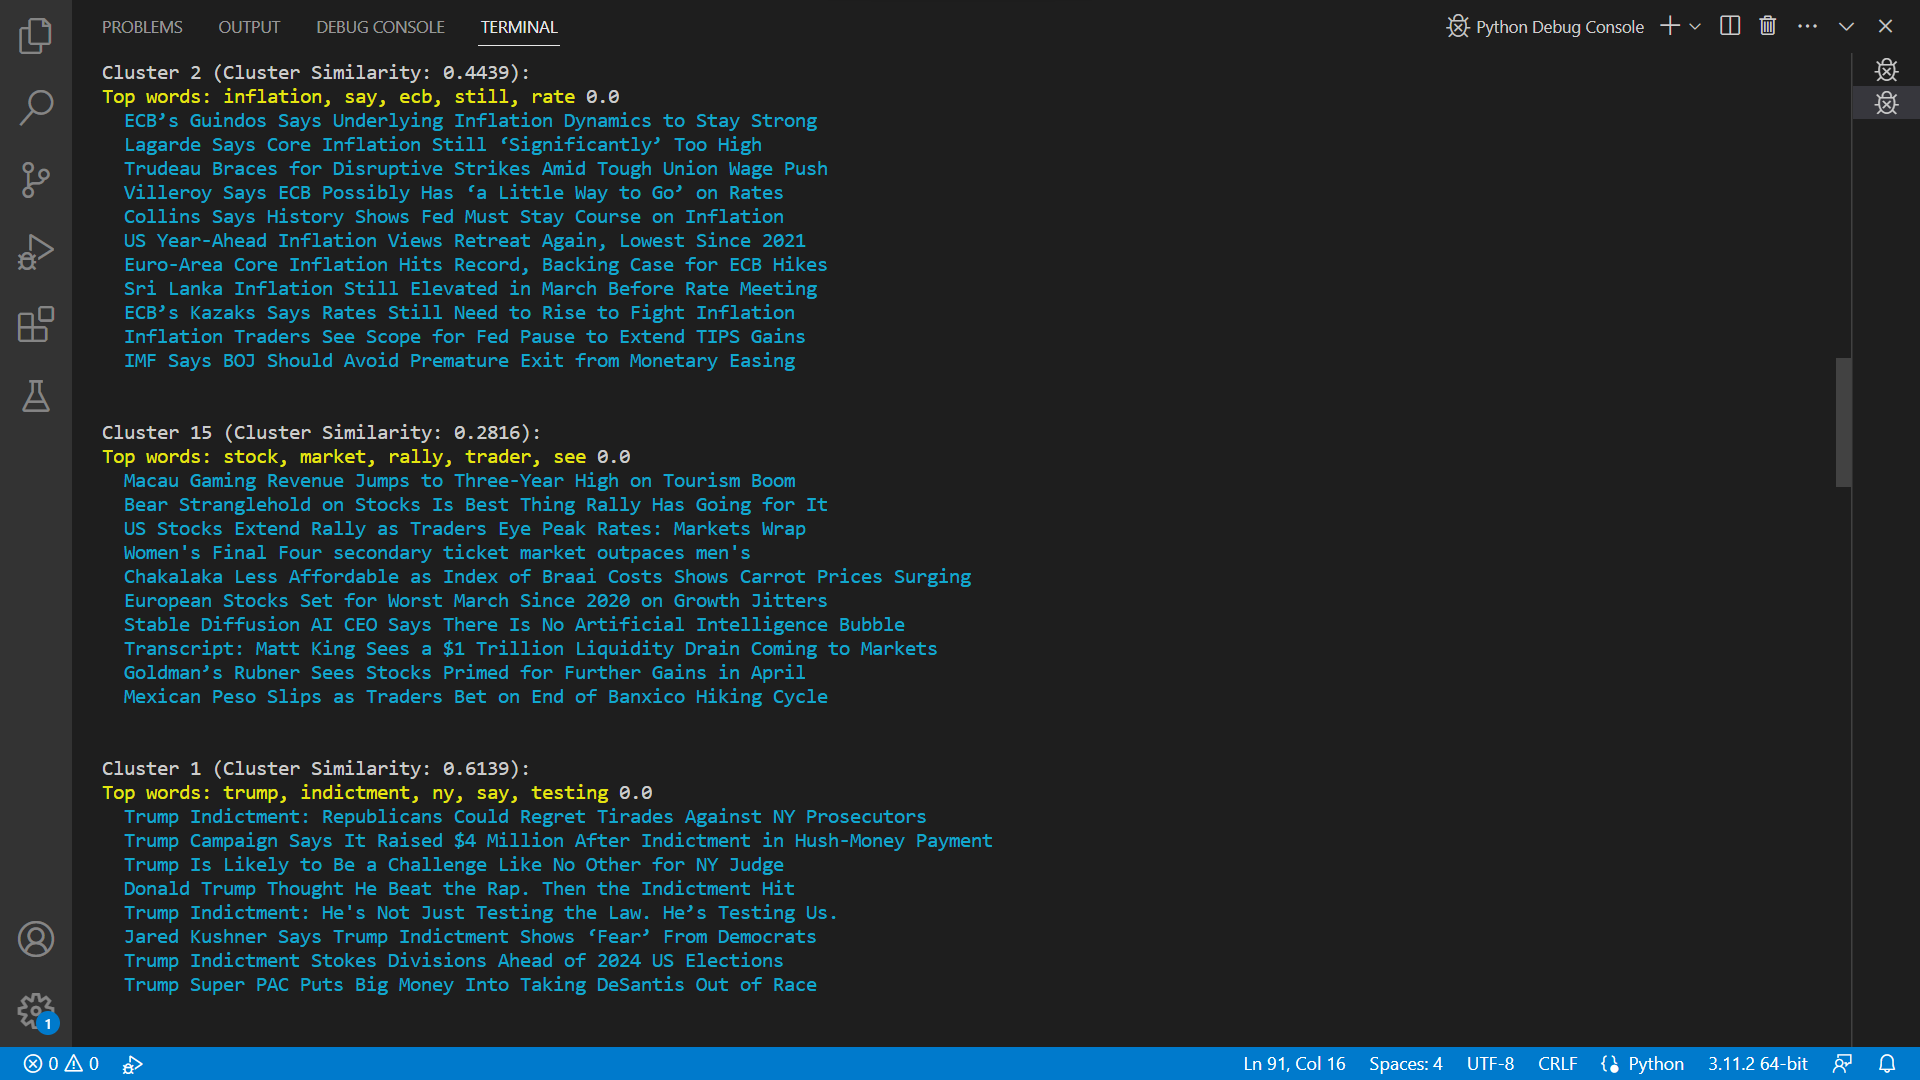 PROBLEMS OUTPUT DEBUG CONSOLE TERMINAL Python Debug Console
Cluster 2 (Cluster Similarity: 0.4439):
Top words: inflation, say, ecb, still, rate 0.0
ECB’s Guindos Says Underlying Inflation Dynamics to Stay Strong
Lagarde Says Core Inflation Still ‘Significantly’ Too High
Trudeau Braces for Disruptive Strikes Amid Tough Union Wage Push
Villeroy Says ECB Possibly Has ‘a Little Way to Go’ on Rates
Collins Says History Shows Fed Must Stay Course on Inflation
US Year-Ahead Inflation Views Retreat Again, Lowest Since 2021
Euro-Area Core Inflation Hits Record, Backing Case for ECB Hikes
Sri Lanka Inflation Still Elevated in March Before Rate Meeting
ECB’s Kazaks Says Rates Still Need to Rise to Fight Inflation
Inflation Traders See Scope for Fed Pause to Extend TIPS Gains
IMF Says BOJ Should Avoid Premature Exit from Monetary Easing
Cluster 15 (Cluster Similarity: 0.2816):
Top words: stock, market, rally, trader, see 0.0
Macau Gaming Revenue Jumps to Three-Year High on Tourism Boom
Bear Stranglehold on Stocks Is Best Thing Rally Has Going for It
US Stocks Extend Rally as Traders Eye Peak Rates: Markets Wrap
Women's Final Four secondary ticket market outpaces men's
Chakalaka Less Affordable as Index of Braai Costs Shows Carrot Prices Surging
European Stocks Set for Worst March Since 2020 on Growth Jitters
Stable Diffusion AI CEO Says There Is No Artificial Intelligence Bubble
Transcript: Matt King Sees a $1 Trillion Liquidity Drain Coming to Markets
Goldman’s Rubner Sees Stocks Primed for Further Gains in April
Mexican Peso Slips as Traders Bet on End of Banxico Hiking Cycle
Cluster 1 (Cluster Similarity: 0.6139):
Top words: trump, indictment, ny, say, testing 0.0
Trump Indictment: Republicans Could Regret Tirades Against NY Prosecutors
Trump Campaign Says It Raised $4 Million After Indictment in Hush-Money Payment
Trump Is Likely to Be a Challenge Like No Other for NY Judge
Donald Trump Thought He Beat the Rap. Then the Indictment Hit
Trump Indictment: He's Not Just Testing the Law. He’s Testing Us.
Jared Kushner Says Trump Indictment Shows ‘Fear’ From Democrats
Trump Indictment Stokes Divisions Ahead of 2024 US Elections
Trump Super PAC Puts Big Money Into Taking DeSantis Out of Race
1
0 0 Ln 91, Col 16 Spaces: 4 UTF-8 CRLF Python 3.11.2 64-bit